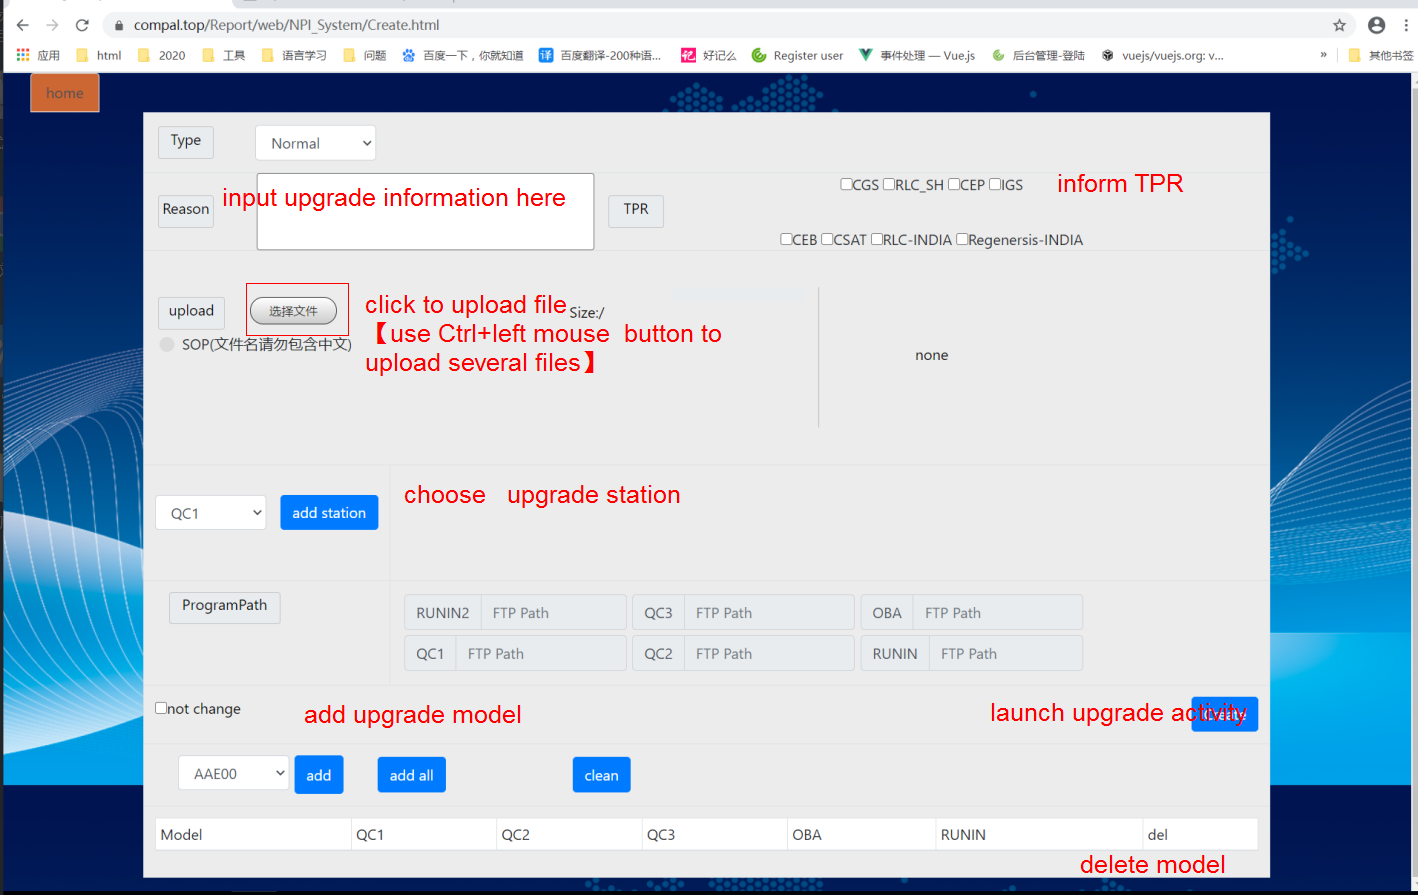 compal.top/Report/web/NPI_System/Create.html
应用 html 2020 工具 语言学习 问题 百度一下，你就知道 译 百度翻译-200种语... 记 好记么 Register user 事件处理 — Vue.js 后台管理-登陆 vuejs/vuejs.org: v... » 其他书签
home
Type Normal
CGS RLC_SH CEP IGS inform TPR
Reason input upgrade information here TPR
CEB CSAT RLC-INDIA Regenersis-INDIA
upload 选择文件 click to upload file Size:/
【use Ctrl+left mouse button to
SOP(文件名请勿包含中文) upload several files】
none
choose upgrade station
QC1 add station
ProgramPath
RUNIN2 FTP Path QC3 FTP Path OBA FTP Path
QC1 FTP Path QC2 FTP Path RUNIN FTP Path
not change add upgrade model launch upgrade activity Create
AAE00 add add all clean
Model QC1 QC2 QC3 OBA RUNIN del
delete model